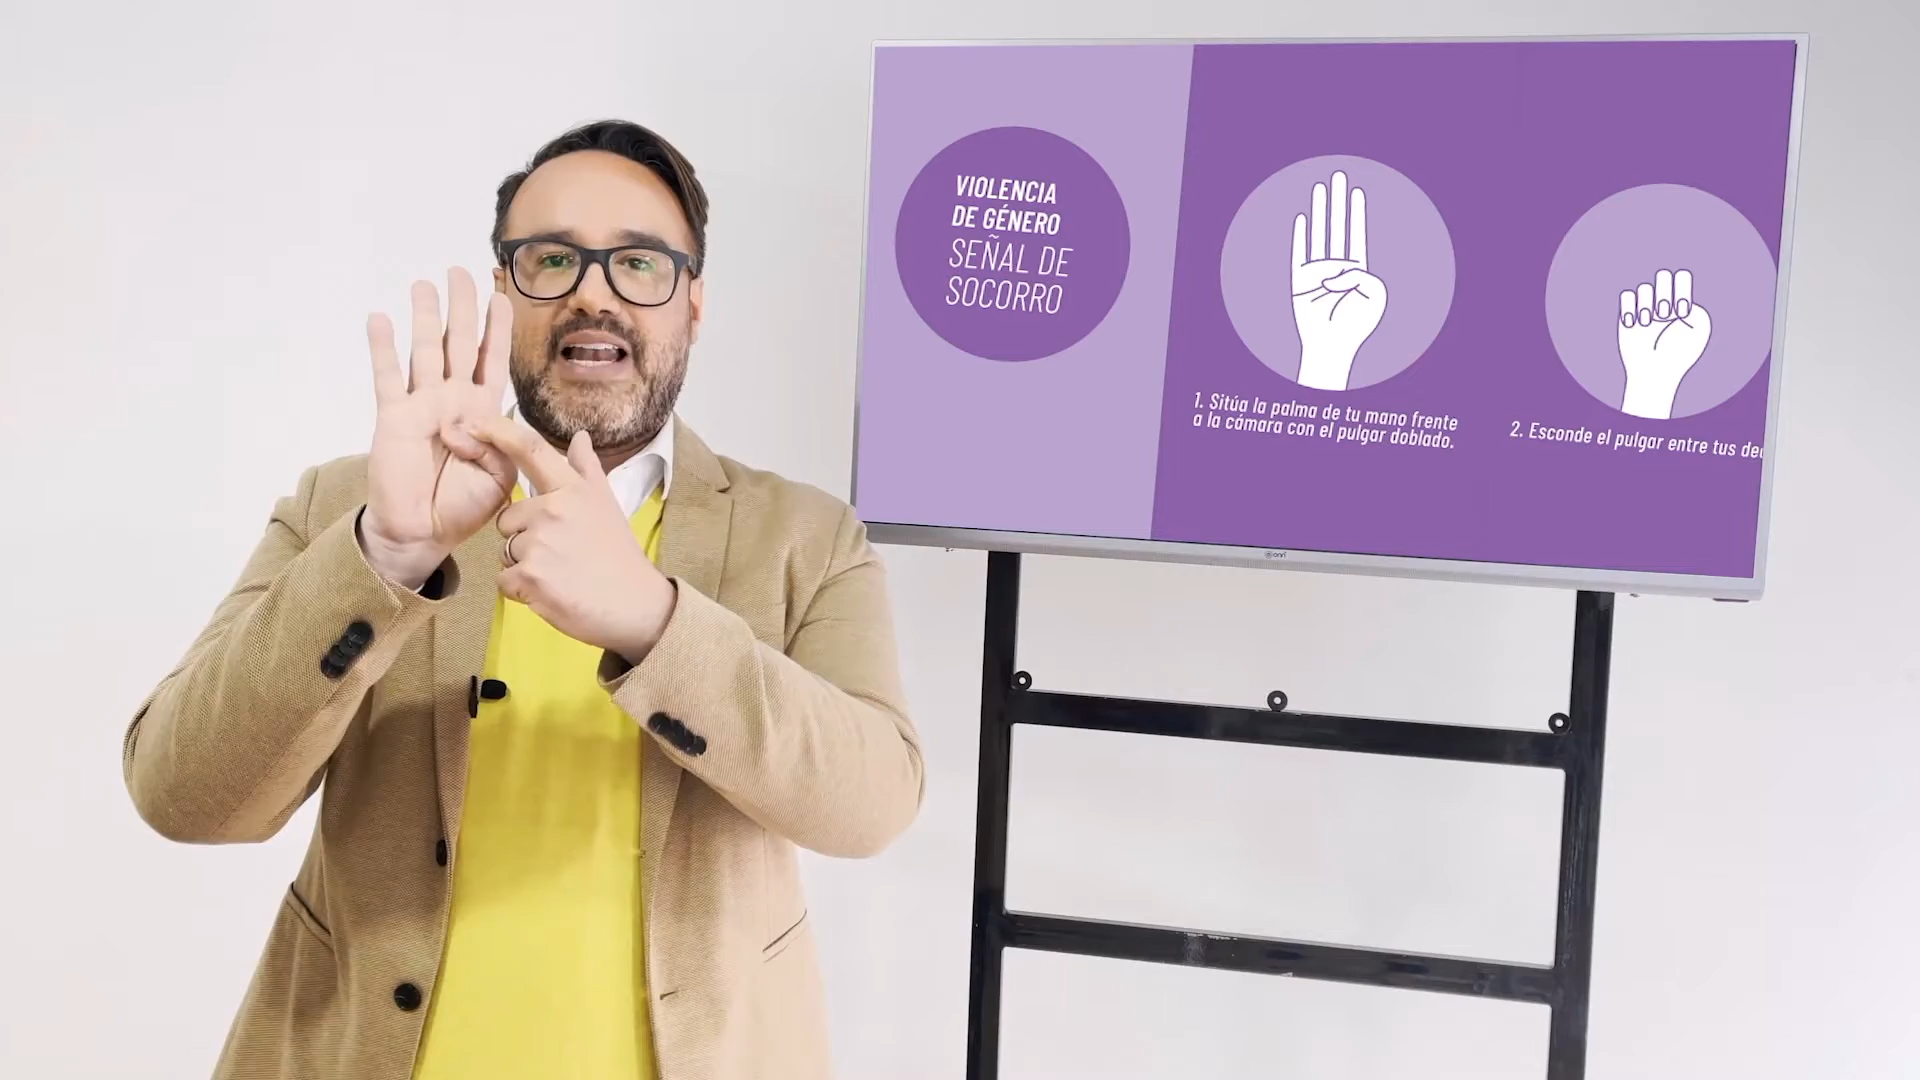 VIOLENCIA
DE GÉNERO
SEÑAL DE
SOCORRO
1. Sitúa la palma de tu mano frente
a la cámara con el pulgar doblado.
2. Esconde el pulgar entre tus